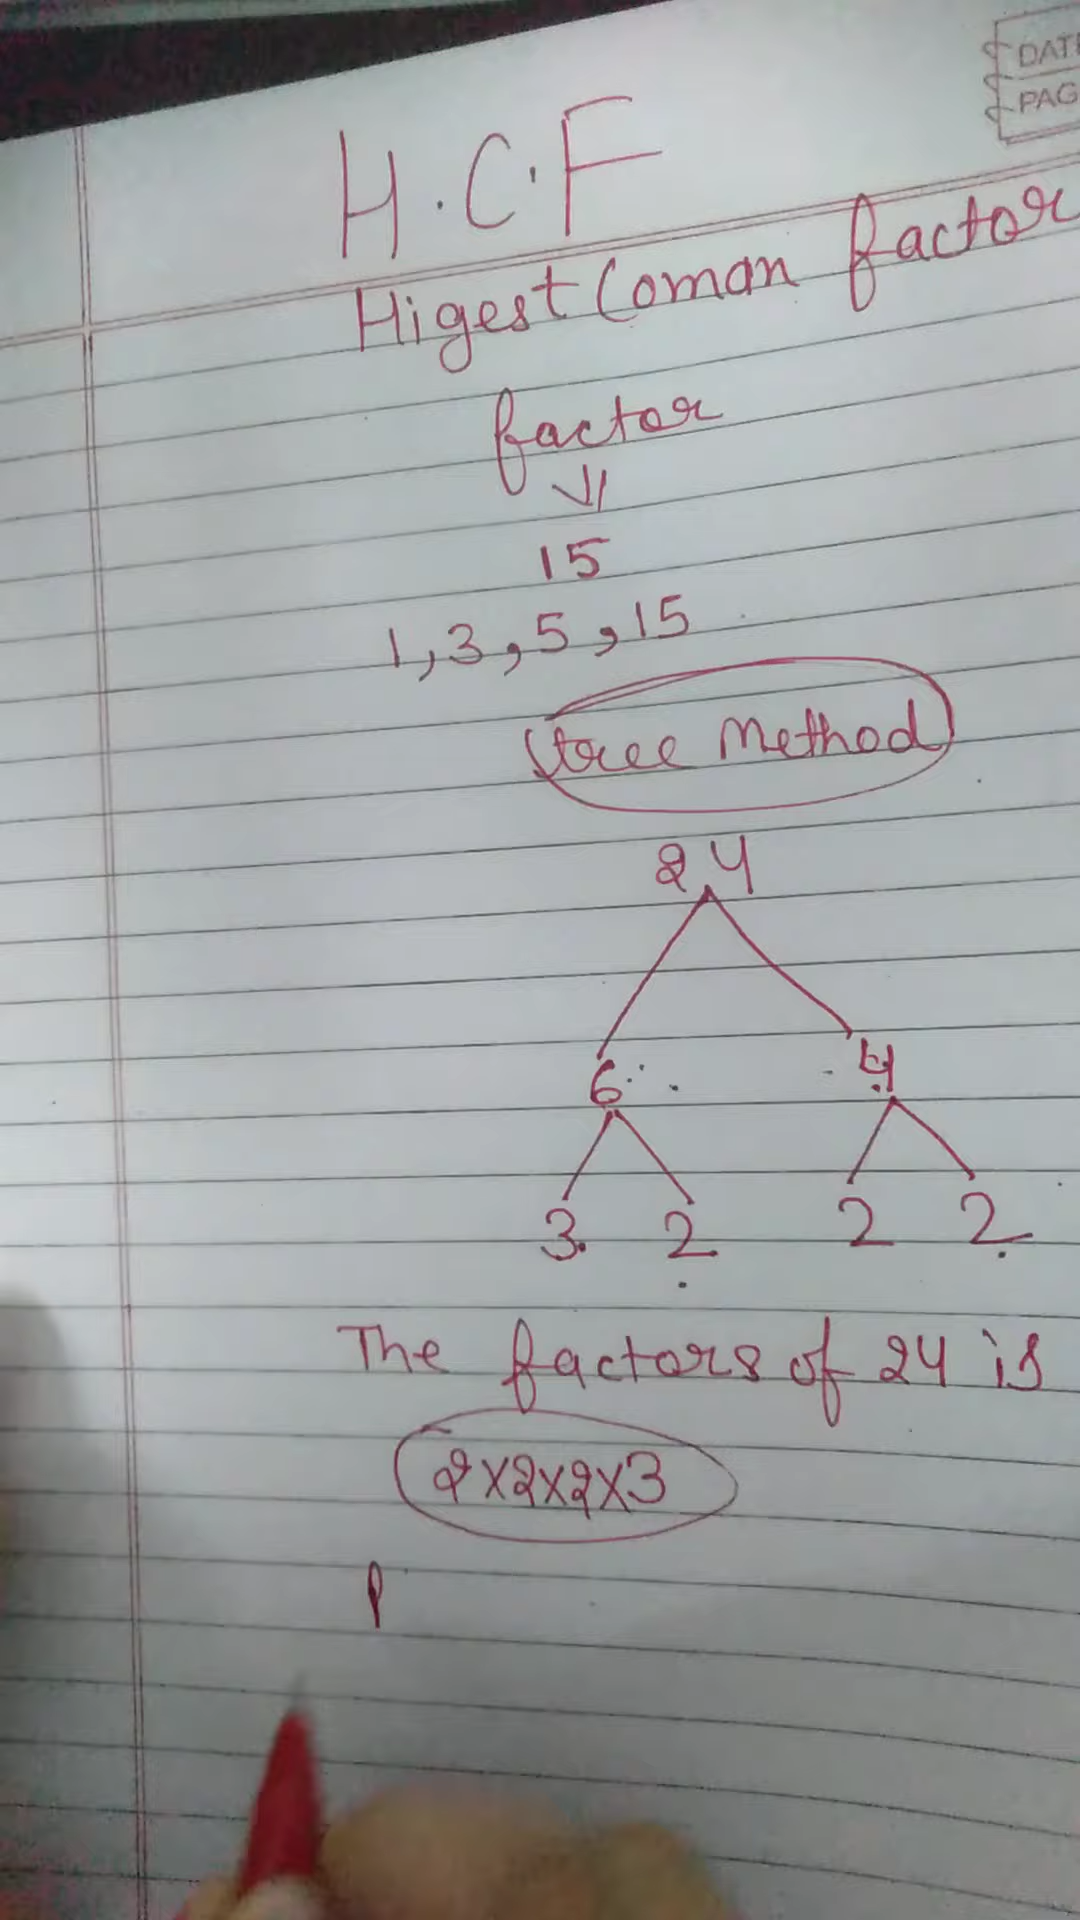 DATE
PAG
H.C.F
Higest Coman factor
factor
15
1,3,5,15
tree Method
24
6 4
3 2 2 2
The factors of 24 is
2x2x2x3